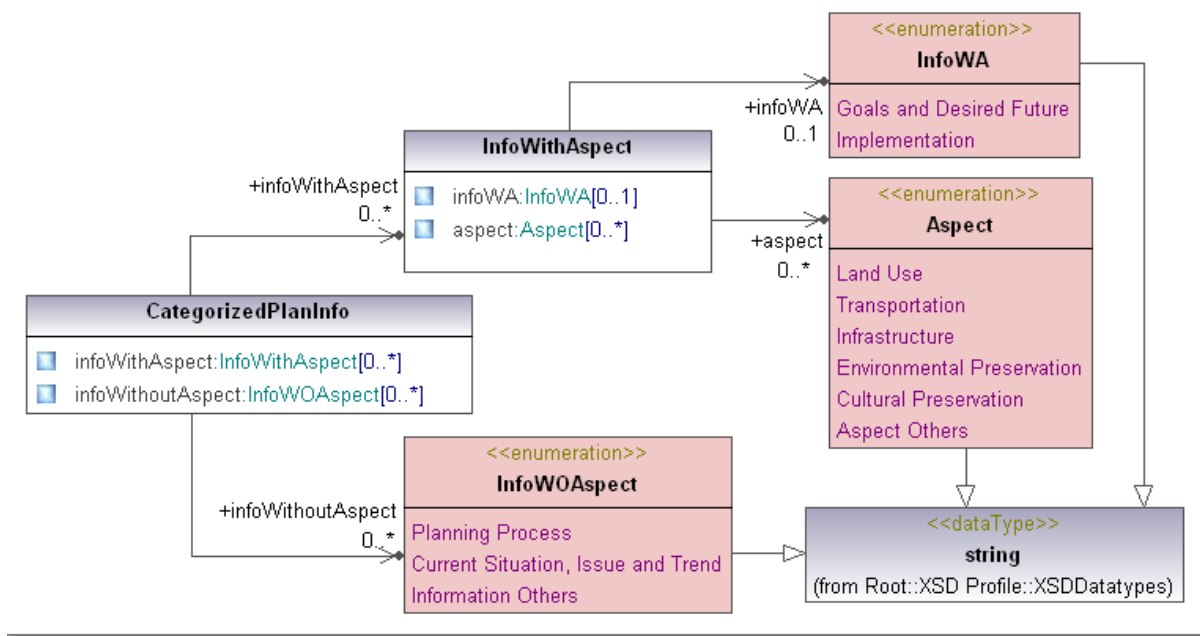 <<enumeration>>
InfoWA
Goals and Desired Future
Implementation
+infoWA
0..1
InfoWithAspect
infoWA:InfoWA[0..1]
aspect:Aspect[0..*]
+infoWithAspect
0..*
<<enumeration>>
Aspect
Land Use
Transportation
Infrastructure
Environmental Preservation
Cultural Preservation
Aspect Others
+aspect
0..*
CategorizedPlanInfo
infoWithAspect:InfoWithAspect[0..*]
infoWithoutAspect:InfoWOAspect[0..*]
<<enumeration>>
InfoWOAspect
Planning Process
Current Situation, Issue and Trend
Information Others
+infoWithoutAspect
0..*
<<dataType>>
string
(from Root::XSD Profile::XSDDatatypes)